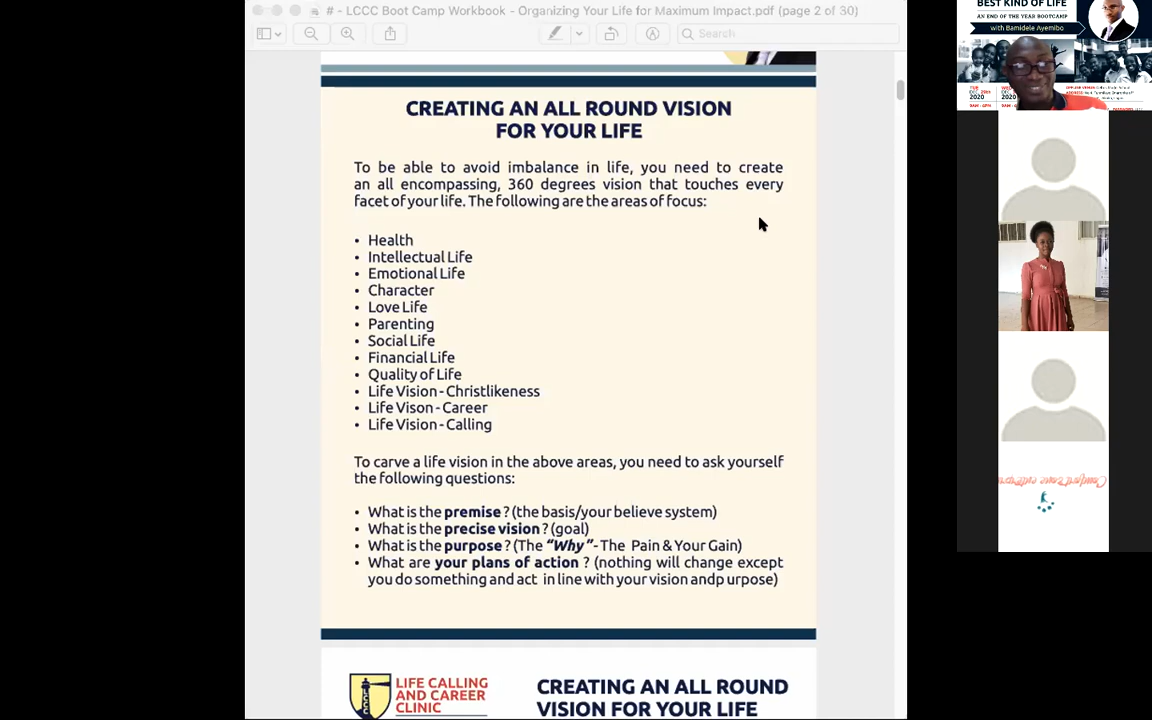 # - LCCC Boot Camp Workbook - Organizing Your Life for Maximum Impact.pdf (page 2 of 30)
Search
CREATING AN ALL ROUND VISION
FOR YOUR LIFE
To be able to avoid imbalance in life, you need to create
an all encompassing, 360 degrees vision that touches every
facet of your life. The following are the areas of focus:
• Health
• Intellectual Life
• Emotional Life
• Character
• Love Life
• Parenting
• Social Life
• Financial Life
• Quality of Life
• Life Vision - Christlikeness
• Life Vison - Career
• Life Vision - Calling
To carve a life vision in the above areas, you need to ask yourself
the following questions:
• What is the premise ? (the basis/your believe system)
• What is the precise vision ? (goal)
• What is the purpose ? (The "Why" - The Pain & Your Gain)
• What are your plans of action ? (nothing will change except
you do something and act in line with your vision andp urpose)
LCCC
LIFE CALLING
AND CAREER
CLINIC
CREATING AN ALL ROUND
VISION FOR YOUR LIFE
BEST KIND OF LIFE
AN END OF THE YEAR BOOTCAMP
with Bamidele Ayemibo
TUE
DEC. 29th
2020
2020